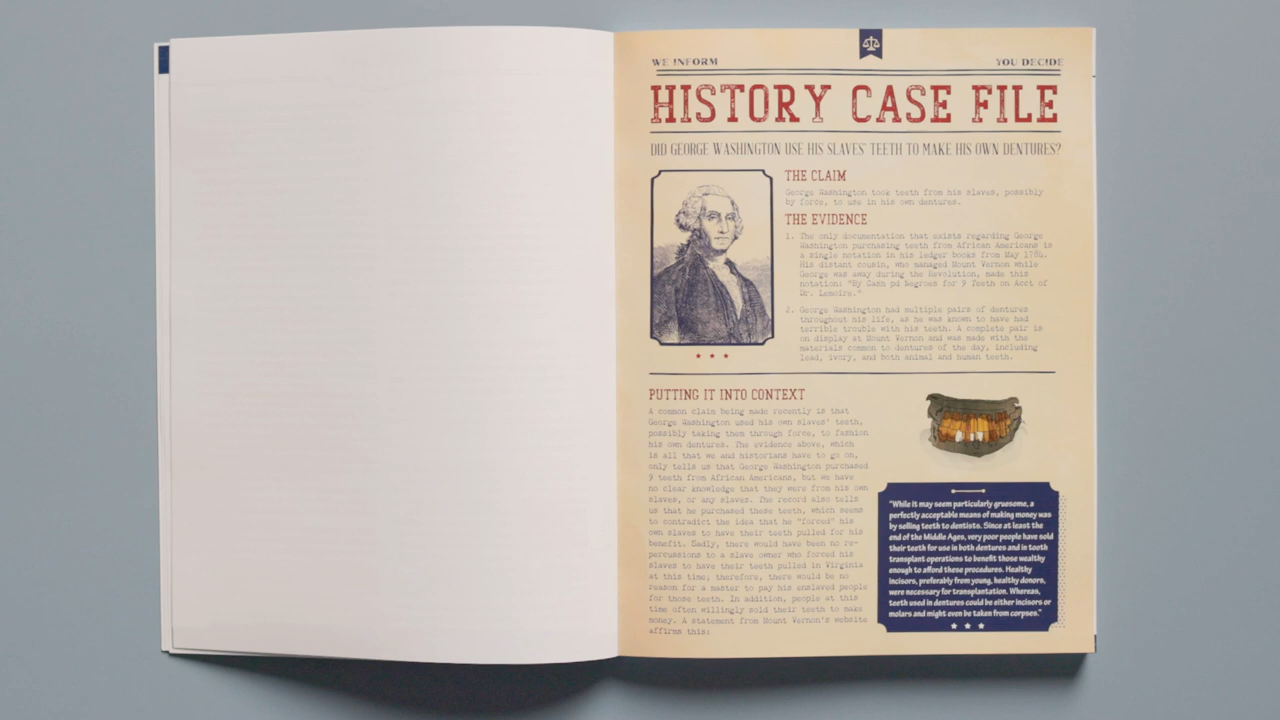 WE INFORM
YOU DECIDE
HISTORY CASE FILE
DID GEORGE WASHINGTON USE HIS SLAVES' TEETH TO MAKE HIS OWN DENTURES?
THE CLAIM
George Washington took teeth from his slaves, possibly
by force, to use in his own dentures.
THE EVIDENCE
1. The only documentation that exists regarding George
Washington purchasing teeth from African Americans is
a single notation in his ledger books from May 1784.
His distant cousin, who managed Mount Vernon while
George was away during the Revolution, made this
notation: "By Cash pd Negroes for 9 Teeth on Acct of
Mr. Lemoire."
2. George Washington had multiple pairs of dentures
throughout his life, as he was known to have had
terrible trouble with his teeth. A complete pair is
on display at Mount Vernon and was made with the
materials common to dentures of the day, including
lead, ivory, and both animal and human teeth.
PUTTING IT INTO CONTEXT
A common claim being made recently is that
George Washington used his own slaves' teeth,
possibly taking them through force, to fashion
his own dentures. The evidence above, which
is all that we and historians have to go on,
only tells us that George Washington purchased
9 teeth from African Americans, but we have
no clear knowledge that they were from his own
slaves, or any slaves. The record also tells
us that he purchased these teeth, which seems
to contradict the idea that he "forced" his
own slaves to have their teeth pulled for his
benefit. Sadly, there would have been no re-
percussions to a slave owner who forced his
slaves to have their teeth pulled in Virginia
at this time; therefore, there would be no
reason for a master to pay his enslaved people
for those teeth. In addition, people at this
time often willingly sold their teeth to make
money. A statement from Mount Vernon's website
affirms this:
"While it may seem particularly gruesome, a
perfectly acceptable means of making money was
by selling teeth to dentists. Since at least the
end of the Middle Ages, very poor people have sold
their teeth for use in both dentures and in tooth
transplant operations to benefit those wealthy
enough to afford these procedures. Healthy
incisors, preferably from young, healthy donors,
were necessary for transplantation. Whereas,
teeth used in dentures could be either incisors or
molars and might even be taken from corpses."